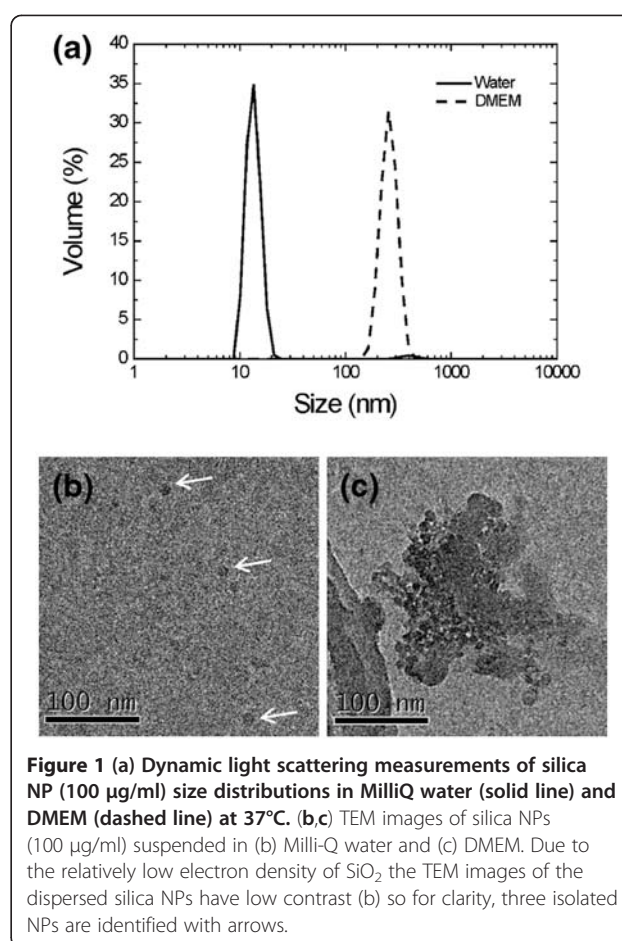 (a)
40
35
30
25
20
15
10
5
0
Volume (%)
Water
DMEM
1 10 100 1000 10000
Size (nm)
(b)
100 nm
(c)
100 nm
Figure 1 (a) Dynamic light scattering measurements of silica
NP (100 μg/ml) size distributions in MilliQ water (solid line) and
DMEM (dashed line) at 37°C. (b,c) TEM images of silica NPs
(100 μg/ml) suspended in (b) Milli-Q water and (c) DMEM. Due to
the relatively low electron density of SiO₂ the TEM images of the
dispersed silica NPs have low contrast (b) so for clarity, three isolated
NPs are identified with arrows.